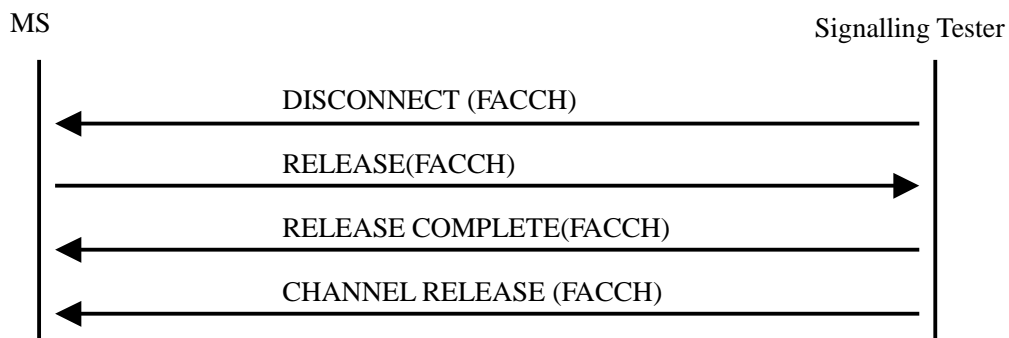 MS
Signalling Tester
DISCONNECT (FACCH)
RELEASE(FACCH)
RELEASE COMPLETE(FACCH)
CHANNEL RELEASE (FACCH)